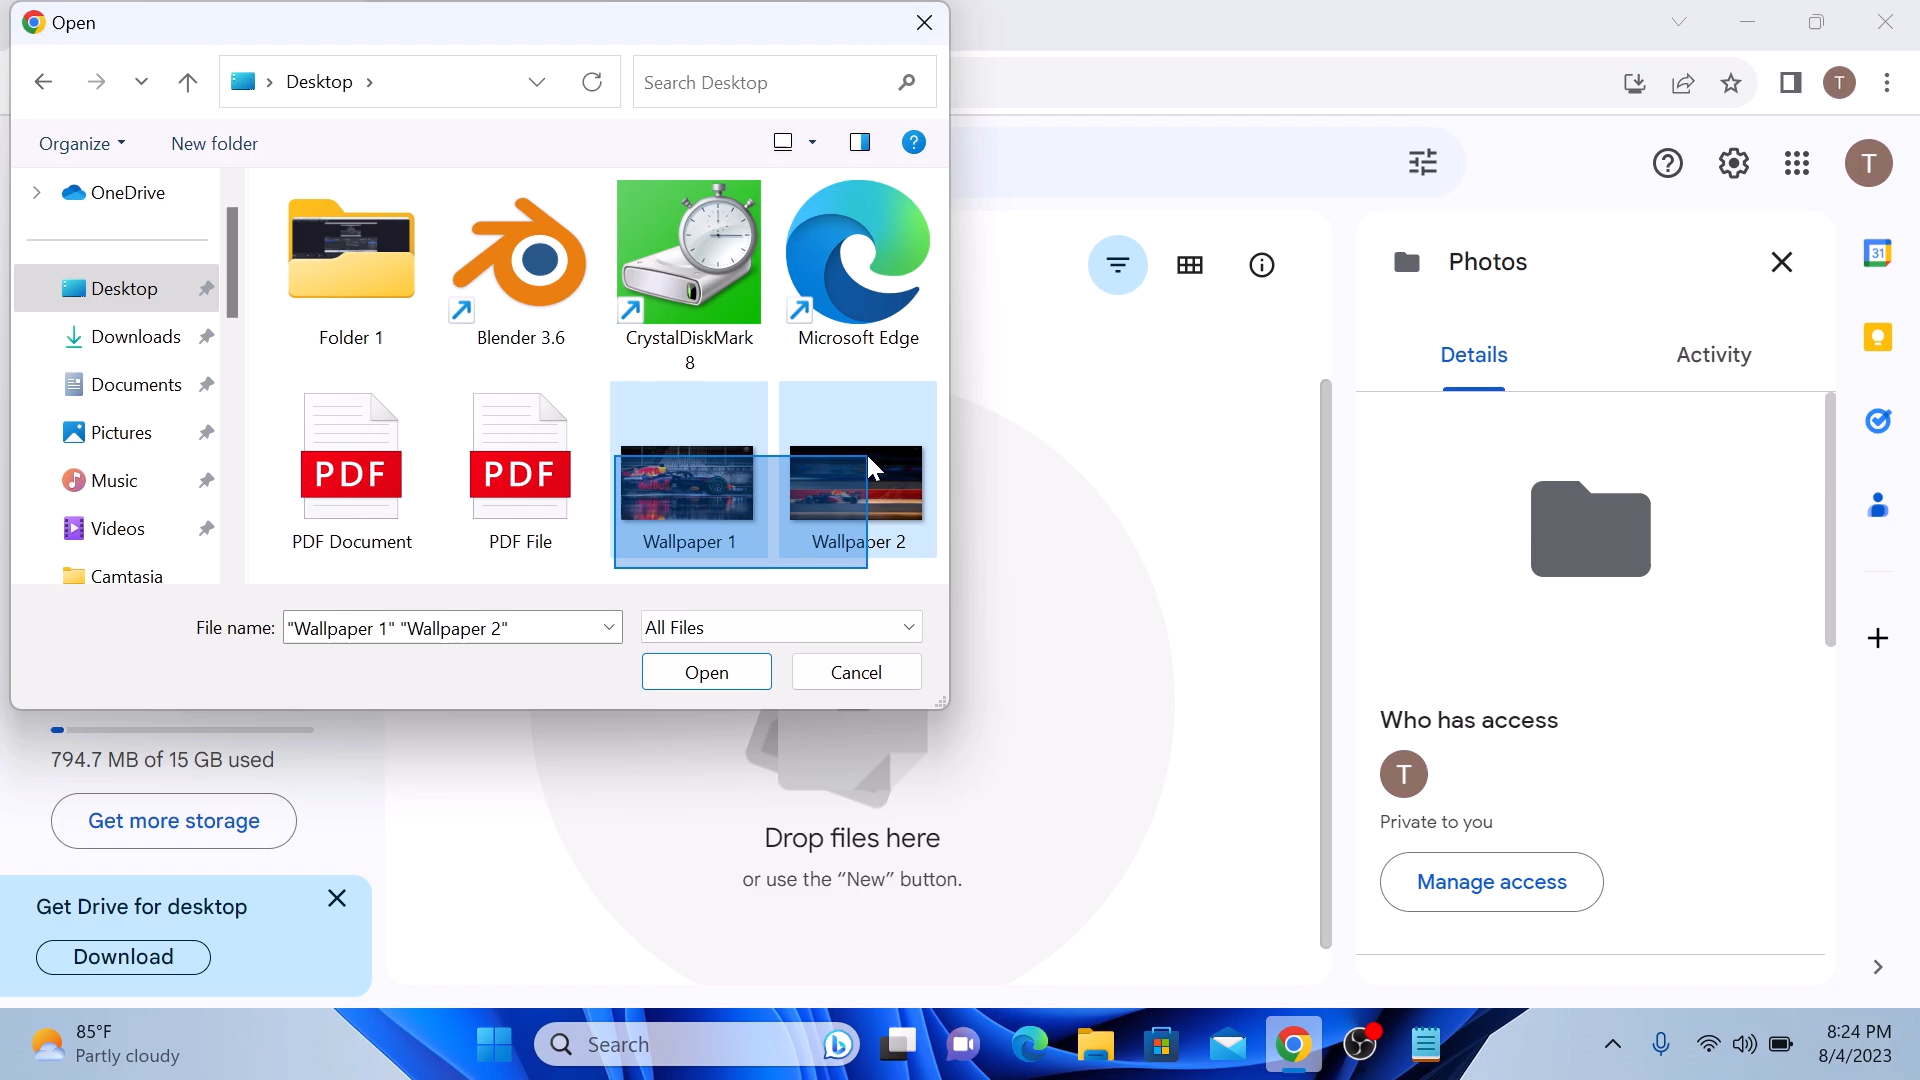 Open
Desktop
Search Desktop
Organize
New folder
OneDrive
Desktop
Downloads
Documents
Pictures
Music
Videos
Camtasia
Folder 1
Blender 3.6
CrystalDiskMark
8
Microsoft Edge
PDF
PDF Document
PDF
PDF File
Wallpaper 1
Wallpaper 2
File name:
"Wallpaper 1" "Wallpaper 2"
All Files
Open
Cancel
T
T
Photos
Details
Activity
31
Who has access
T
Private to you
Manage access
794.7 MB of 15 GB used
Get more storage
Drop files here
or use the “New” button.
Get Drive for desktop
Download
85°F
Partly cloudy
Search
8:24 PM
8/4/2023